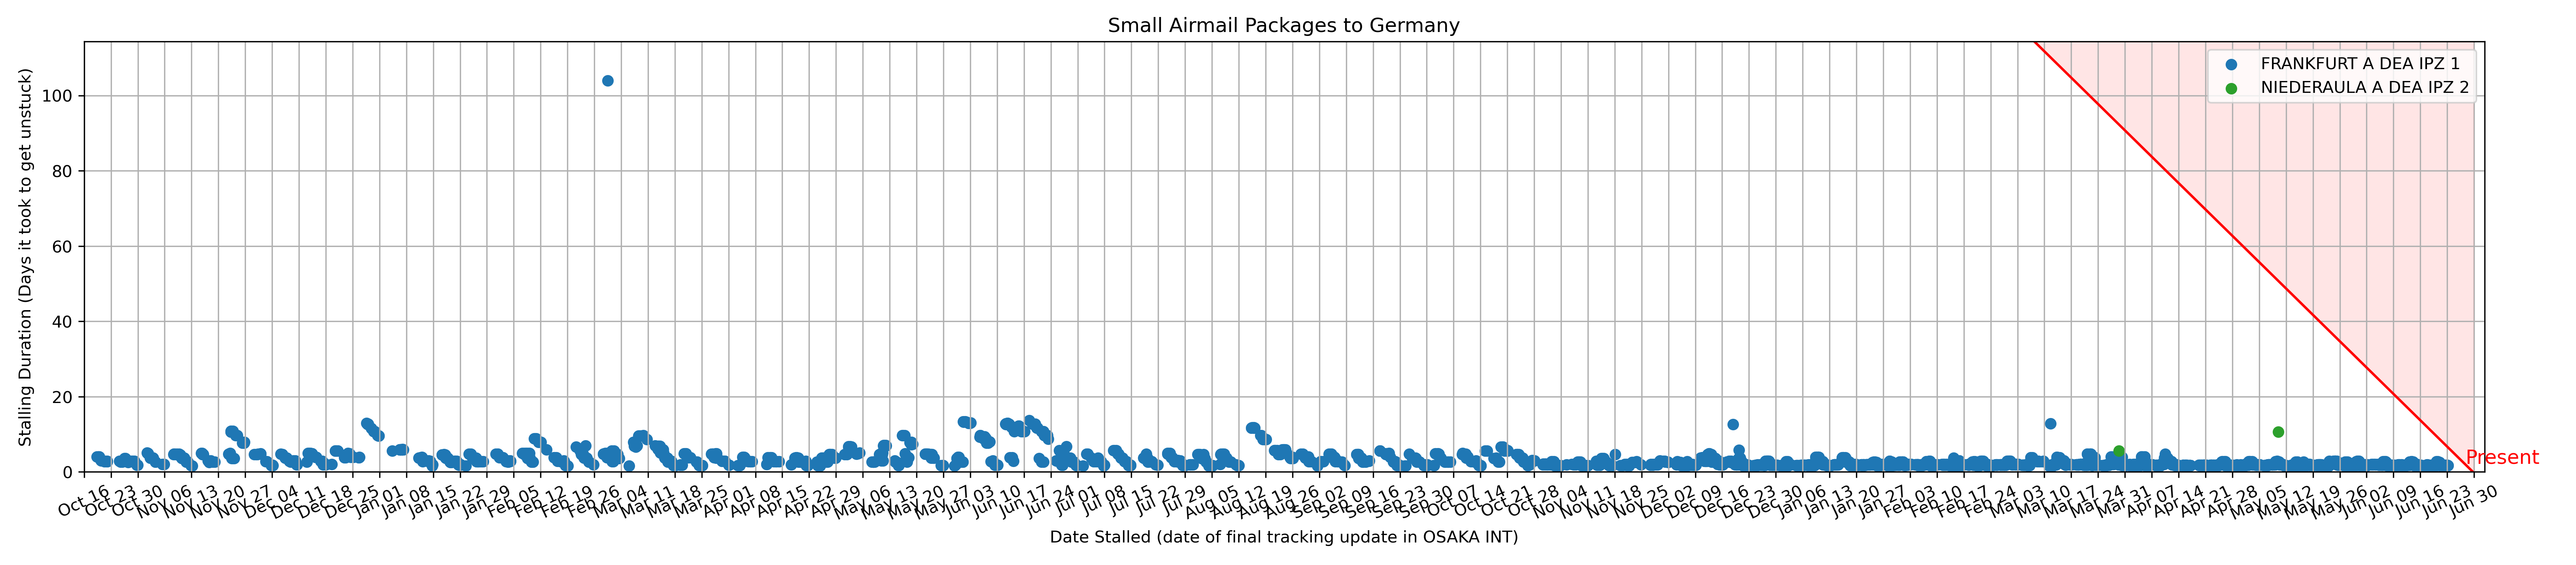 Small Airmail Packages to Germany
FRANKFURT A DEA IPZ 1
NIEDERAULA A DEA IPZ 2
Stalling Duration (Days it took to get unstuck)
100
80
60
40
20
0
Present
Oct 16
Oct 23
Oct 30
Nov 06
Nov 13
Nov 20
Nov 27
Dec 04
Dec 11
Dec 18
Dec 25
Jan 01
Jan 08
Jan 15
Jan 22
Jan 29
Feb 05
Feb 12
Feb 19
Feb 26
Mar 04
Mar 11
Mar 18
Mar 25
Apr 01
Apr 08
Apr 15
Apr 22
Apr 29
May 06
May 13
May 20
May 27
Jun 03
Jun 10
Jun 17
Jun 24
Jul 01
Jul 08
Jul 15
Jul 22
Jul 29
Aug 05
Aug 12
Aug 19
Aug 26
Sep 02
Sep 09
Sep 16
Sep 23
Sep 30
Oct 07
Oct 14
Oct 21
Oct 28
Nov 04
Nov 11
Nov 18
Nov 25
Dec 02
Dec 09
Dec 16
Dec 23
Dec 30
Jan 06
Jan 13
Jan 20
Jan 27
Feb 03
Feb 10
Feb 17
Feb 24
Mar 03
Mar 10
Mar 17
Mar 24
Mar 31
Apr 07
Apr 14
Apr 21
Apr 28
May 05
May 12
May 19
May 26
Jun 02
Jun 09
Jun 16
Jun 23
Jun 30
Date Stalled (date of final tracking update in OSAKA INT)